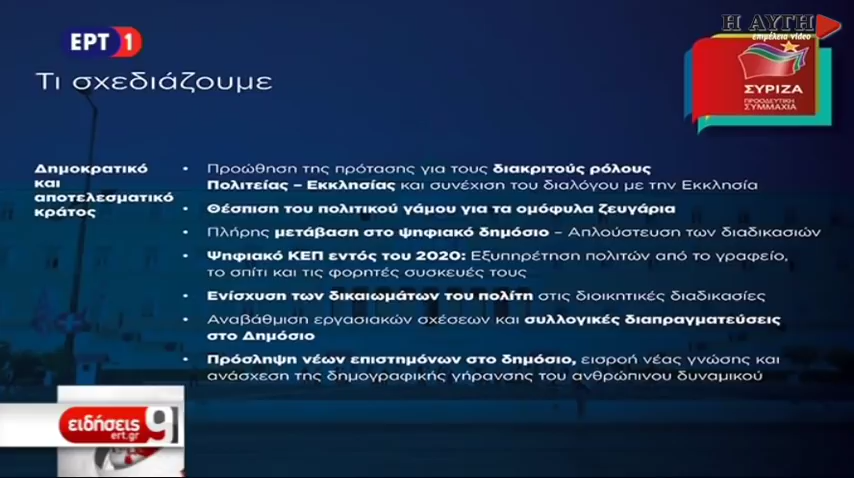 ΕΡΤ 1
Η ΑΥΓΗ
επιμέλεια video
Τι σχεδιάζουμε
ΣΥΡΙΖΑ
ΠΡΟΟΔΕΥΤΙΚΗ
ΣΥΜΜΑΧΙΑ
Δημοκρατικό
και
αποτελεσματικό
κράτος
• Προώθηση της πρότασης για τους διακριτούς ρόλους
Πολιτείας – Εκκλησίας και συνέχιση του διαλόγου με την Εκκλησία
• Θέσπιση του πολιτικού γάμου για τα ομόφυλα ζευγάρια
• Πλήρης μετάβαση στο ψηφιακό δημόσιο – Απλούστευση των διαδικασιών
• Ψηφιακό ΚΕΠ εντός του 2020: Εξυπηρέτηση πολιτών από το γραφείο,
το σπίτι και τις φορητές συσκευές τους
• Ενίσχυση των δικαιωμάτων του πολίτη στις διοικητικές διαδικασίες
• Αναβάθμιση εργασιακών σχέσεων και συλλογικές διαπραγματεύσεις
στο Δημόσιο
• Πρόσληψη νέων επιστημόνων στο δημόσιο, εισροή νέας γνώσης και
ανάσχεση της δημογραφικής γήρανσης του ανθρώπινου δυναμικού
ειδήσεις 9
ert.gr